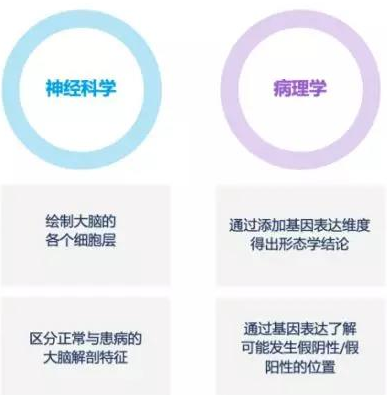 神经科学
病理学
绘制大脑的
各个细胞层
通过添加基因表达维度
得出形态学结论
区分正常与患病的
大脑解剖特征
通过基因表达了解
可能发生假阴性/假
阳性的位置